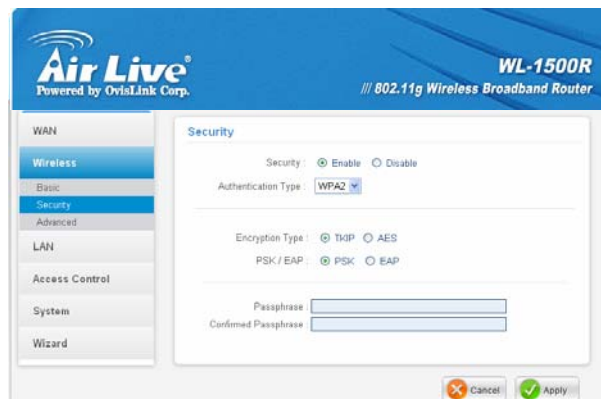 Air Live®
Powered by OvisLink Corp.
WL-1500R
/// 802.11g Wireless Broadband Router
WAN
Wireless
Basic
Security
Advanced
LAN
Access Control
System
Wizard
Security
Security : Enable Disable
Authentication Type : WPA2
Encryption Type : TKIP AES
PSK / EAP : PSK EAP
Passphrase :
Confirmed Passphrase :
Cancel Apply